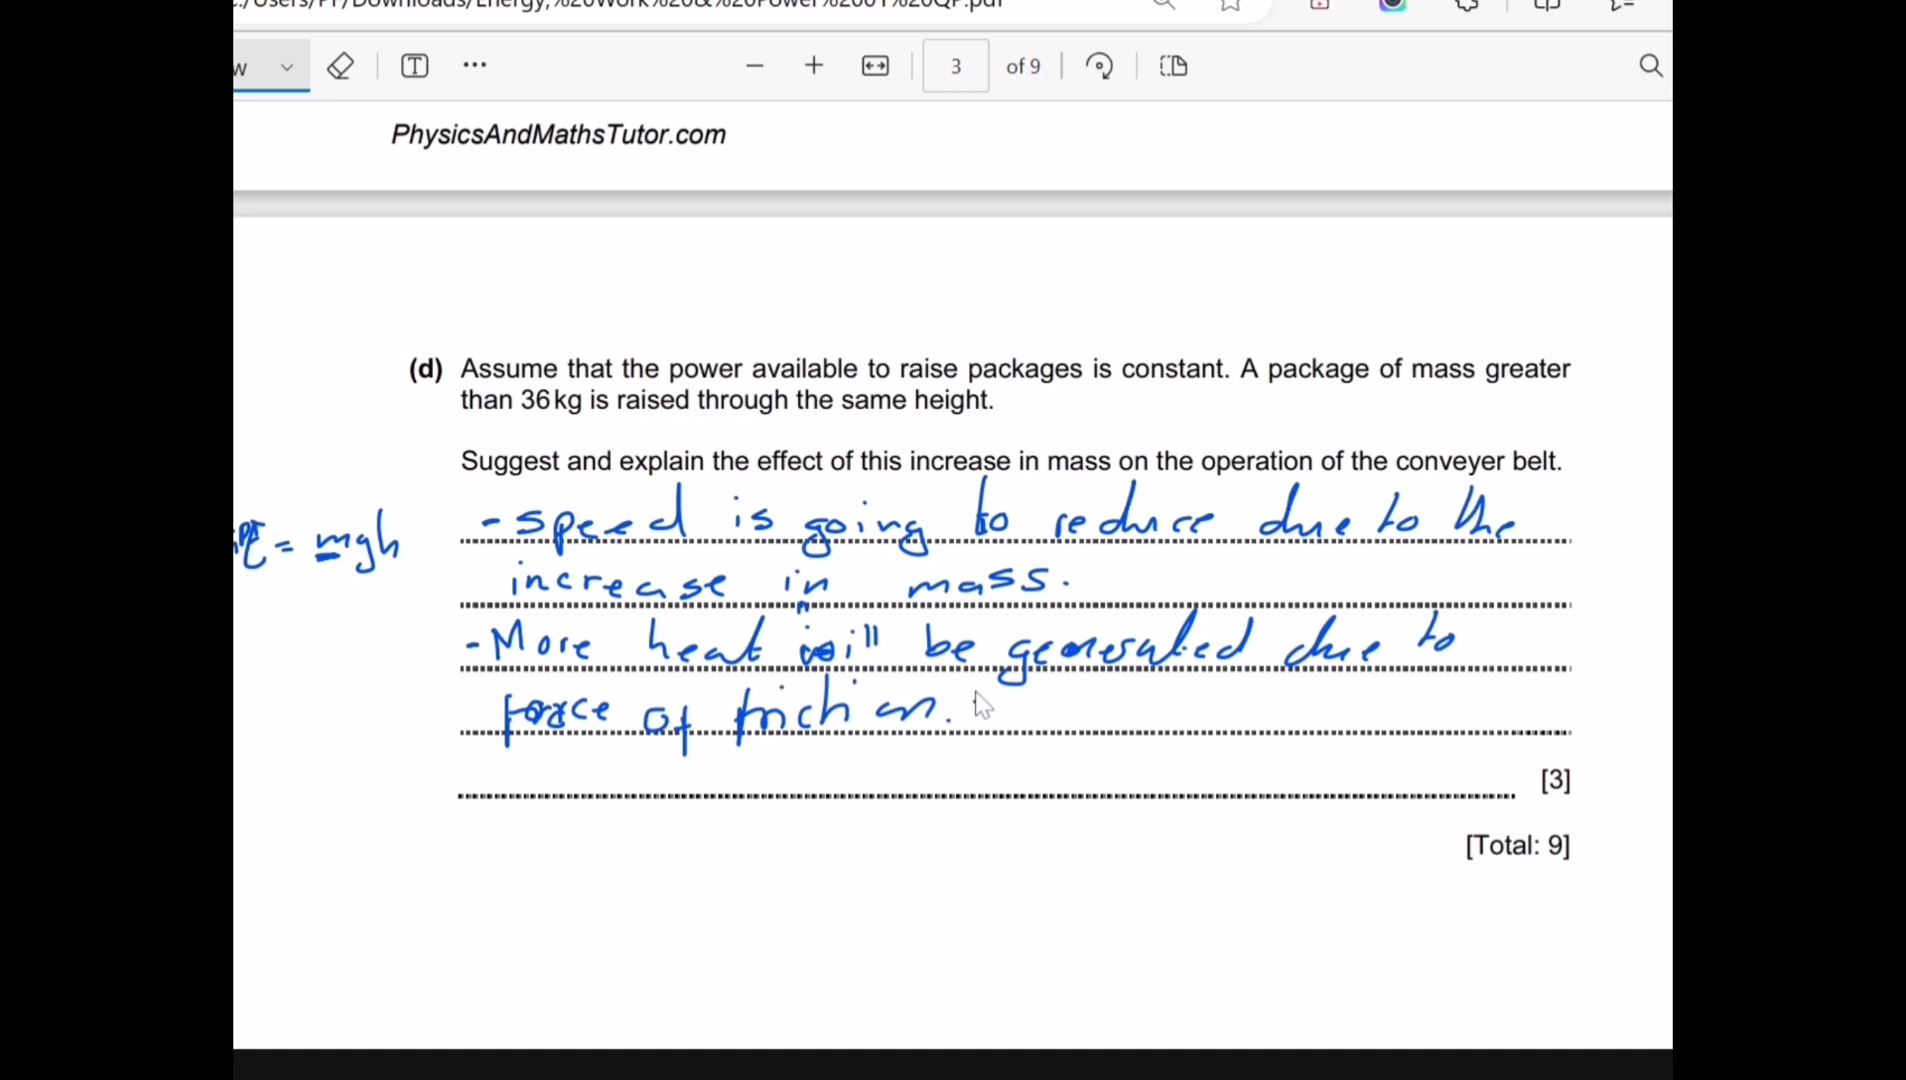 3 of 9
PhysicsAndMathsTutor.com
(d) Assume that the power available to raise packages is constant. A package of mass greater
than 36 kg is raised through the same height.
Suggest and explain the effect of this increase in mass on the operation of the conveyer belt.
- speed is going to reduce due to the
= mgh
increase in mass.
- More heat will be generated due to
force of friction.
[3]
[Total: 9]